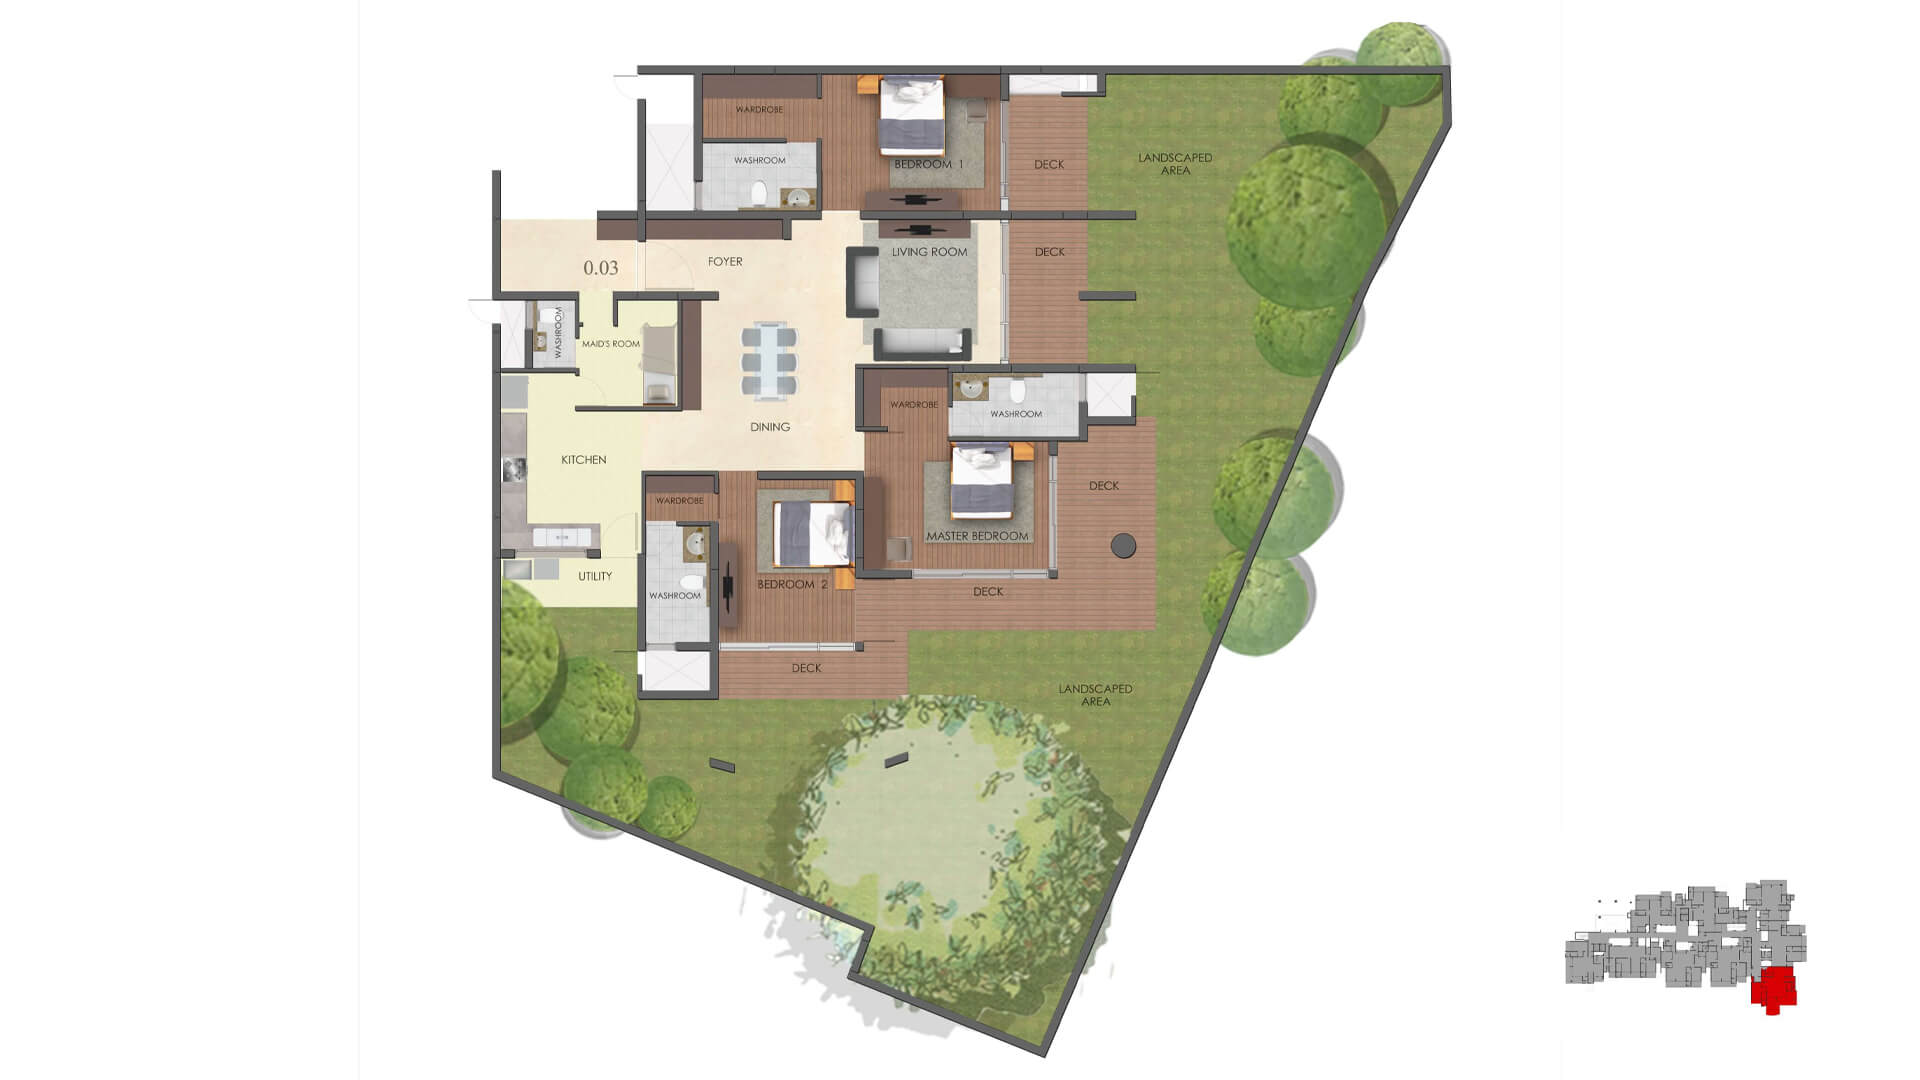 WARDROBE
WASHROOM
BEDROOM 1
DECK
LANDSCAPED
AREA
0.03
FOYER
LIVING ROOM
DECK
WASHROOM
MAID'S ROOM
WARDROBE
WASHROOM
DINING
KITCHEN
DECK
WARDROBE
MASTER BEDROOM
UTILITY
WASHROOM
BEDROOM 2
DECK
DECK
LANDSCAPED
AREA